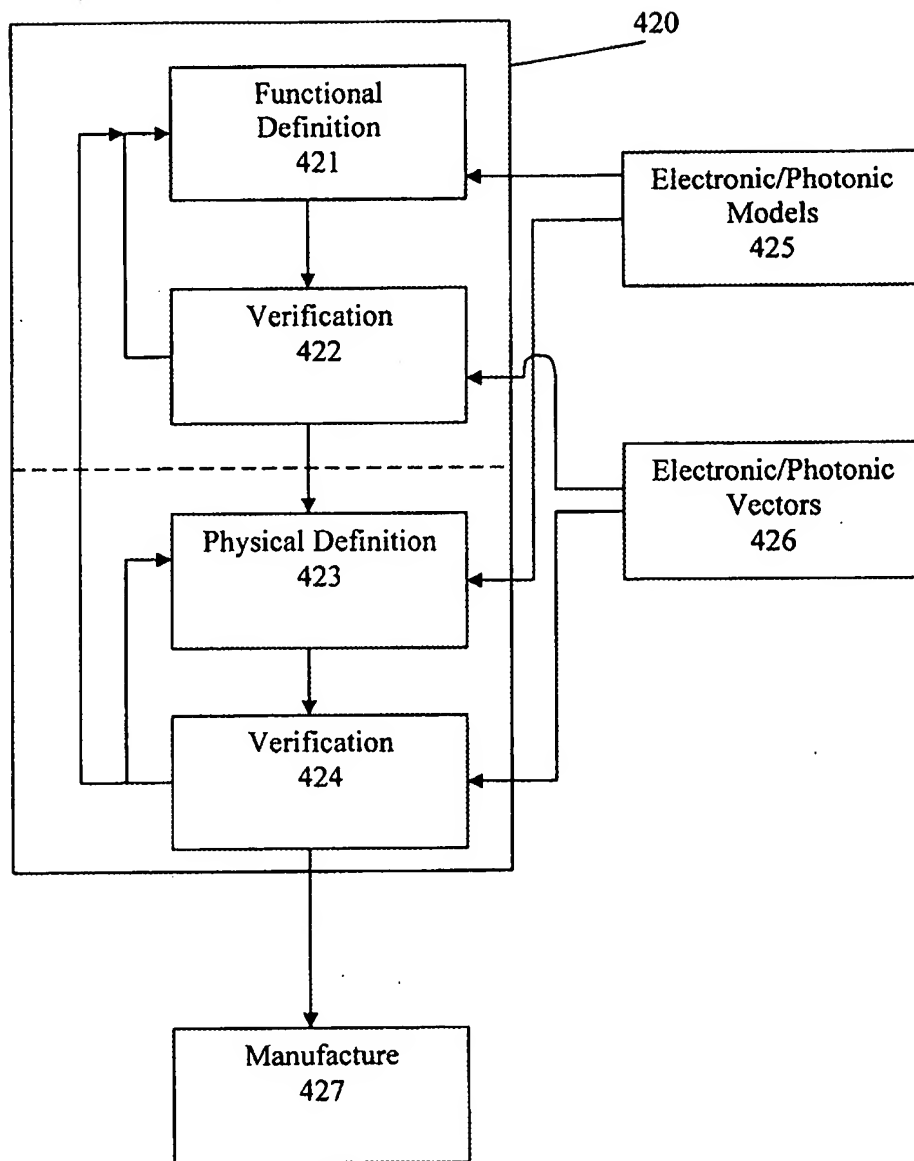 420
Functional
Definition
421
Electronic/Photonic
Models
425
Verification
422
Electronic/Photonic
Vectors
426
Physical Definition
423
Verification
424
Manufacture
427